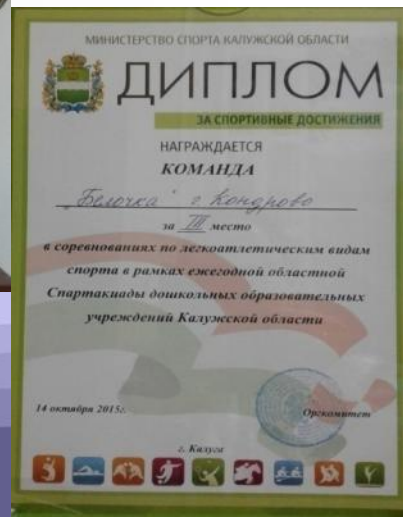 МИНИСТЕРСТВО СПОРТА КАЛУЖСКОЙ ОБЛАСТИ
ДИПЛОМ
ЗА СПОРТИВНЫЕ ДОСТИЖЕНИЯ
НАГРАЖДАЕТСЯ
КОМАНДА
„Белочка" г. Кондрово
за III место
в соревнованиях по легкоатлетическим видам
спорта в рамках ежегодной областной
Спартакиады дошкольных образовательных
учреждений Калужской области
14 октября 2015г.
Оргкомитет
г. Калуга